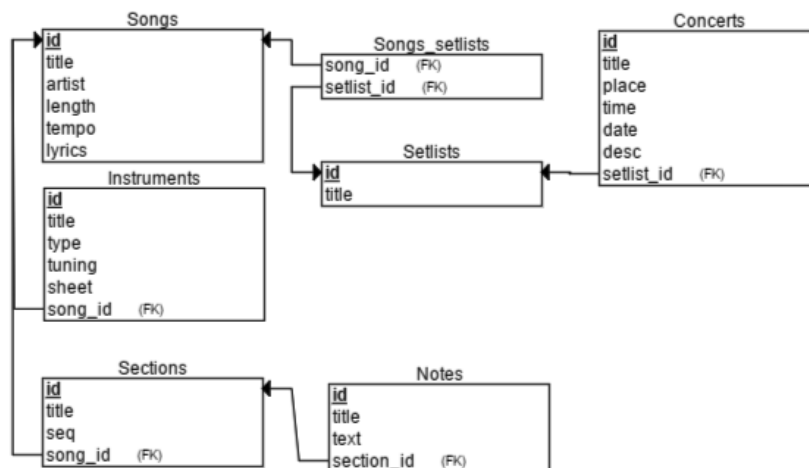 Songs
id
title
artist
length
tempo
lyrics
Songs_setlists
song_id (FK)
setlist_id (FK)
Concerts
id
title
place
time
date
desc
setlist_id (FK)
Setlists
id
title
Instruments
id
title
type
tuning
sheet
song_id (FK)
Sections
id
title
seq
song_id (FK)
Notes
id
title
text
section_id (FK)